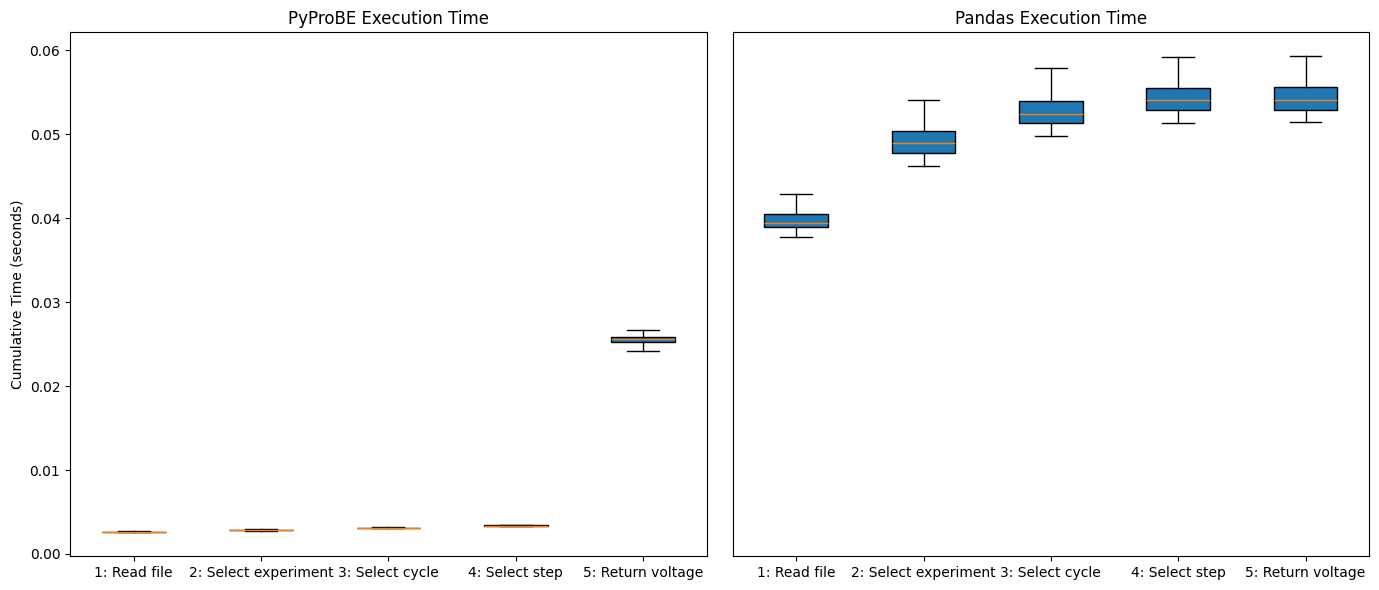 PyProBE Execution Time
Pandas Execution Time
Cumulative Time (seconds)
0.06
0.05
0.04
0.03
0.02
0.01
0.00
1: Read file
2: Select experiment
3: Select cycle
4: Select step
5: Return voltage
1: Read file
2: Select experiment
3: Select cycle
4: Select step
5: Return voltage